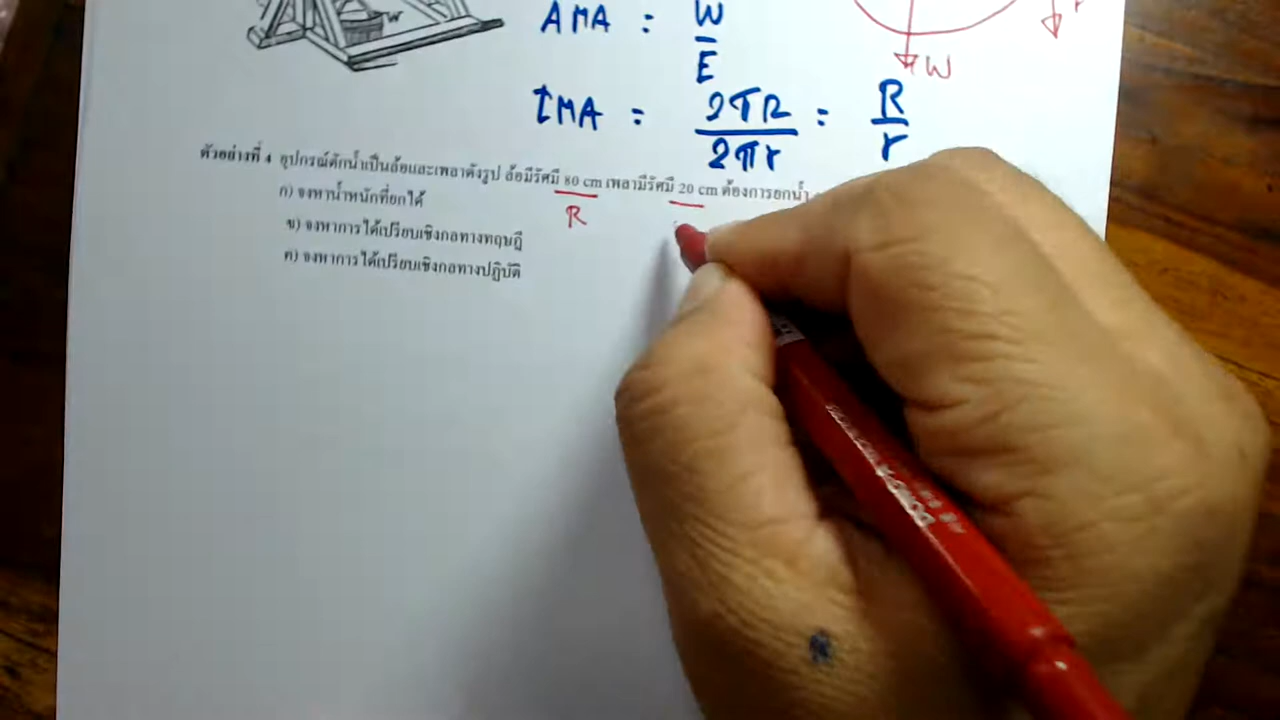 W
AMA = W
E
W
IMA = 2πR = R
2πr r
ตัวอย่างที่ 4 อุปกรณ์ตักน้ำเป็นล้อและเพลาดังรูป ล้อมีรัศมี 80 cm เพลามีรัศมี 20 cm ต้องการยกน้ำ
R
ก) จงหาน้ำหนักที่ยกได้
ข) จงหาการได้เปรียบเชิงกลทางทฤษฎี
ค) จงหาการได้เปรียบเชิงกลทางปฏิบัติ